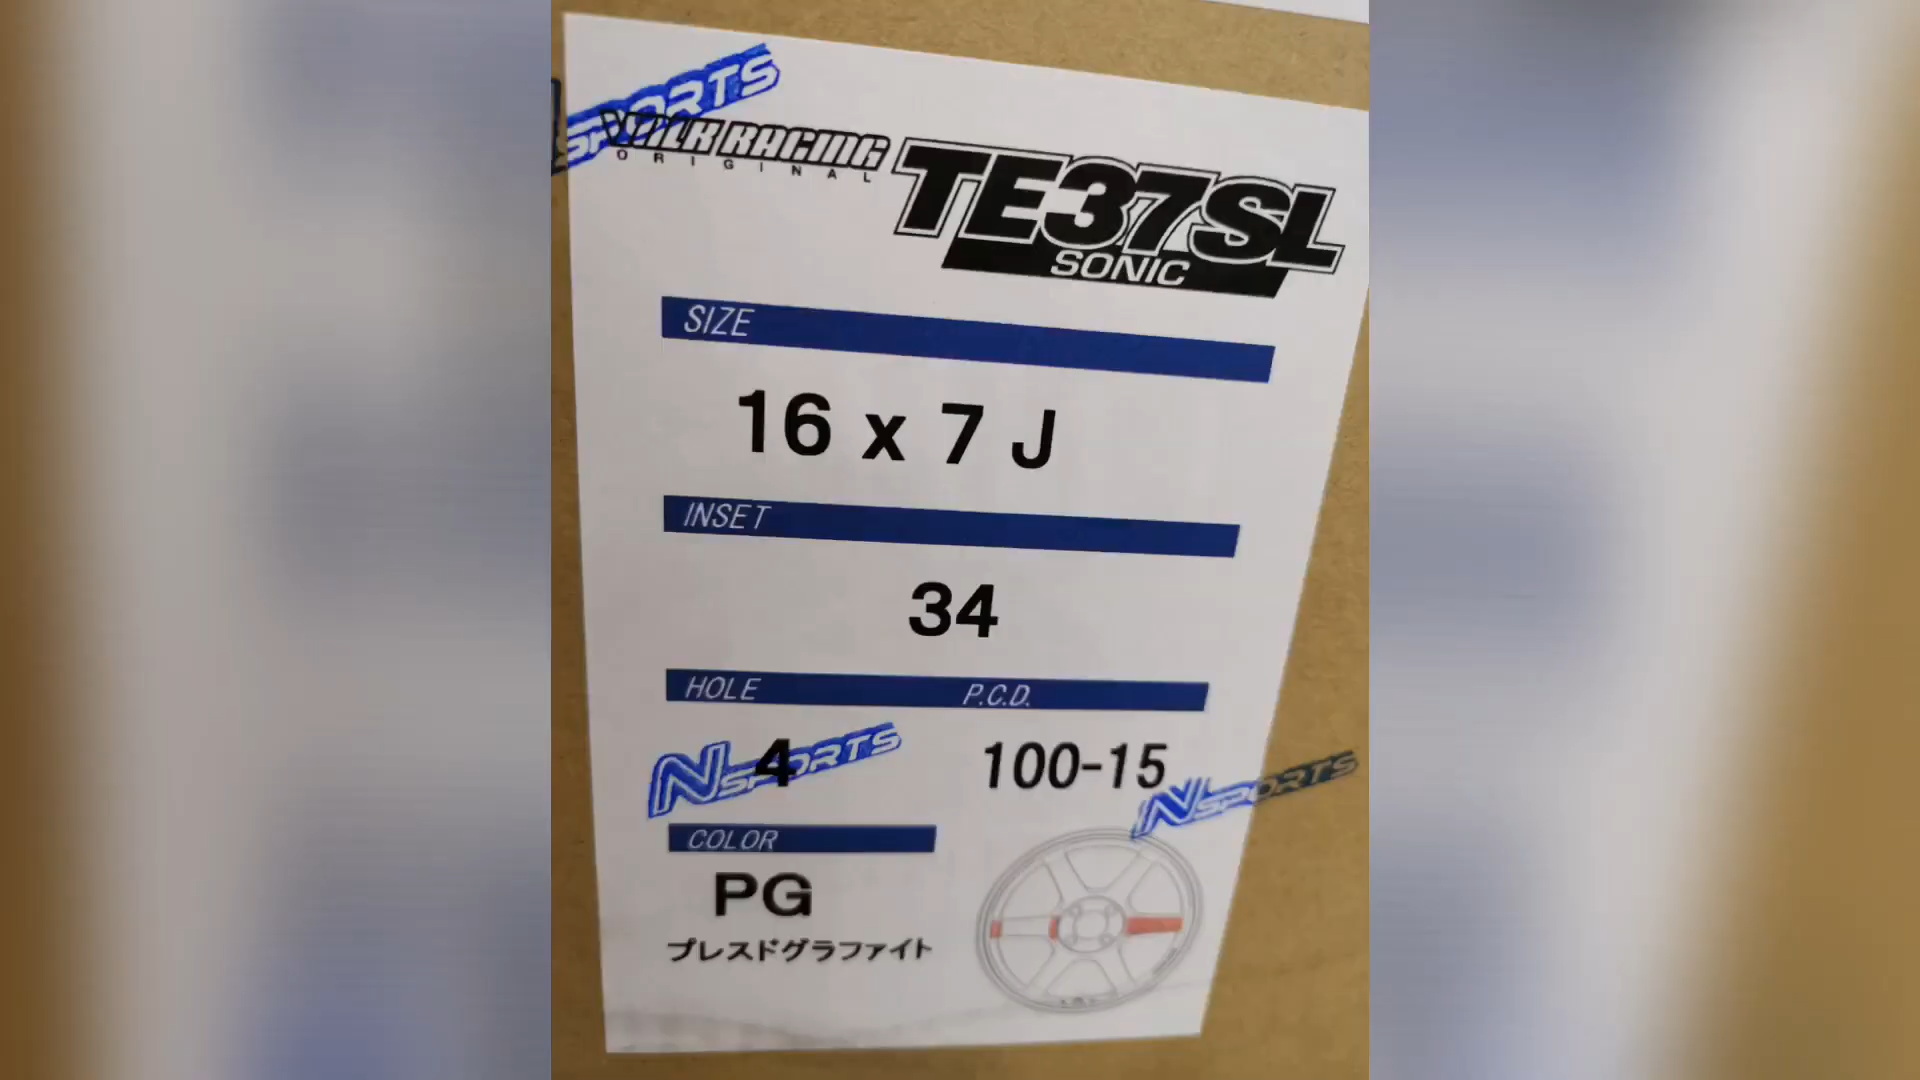 SPORTS
VOLK RACING
ORIGINAL
TE37SL
SONIC
SIZE
16 x 7 J
INSET
34
HOLE P.C.D.
4 100-15
NSPORTS
NSPORTS
COLOR
PG
プレスドグラファイト